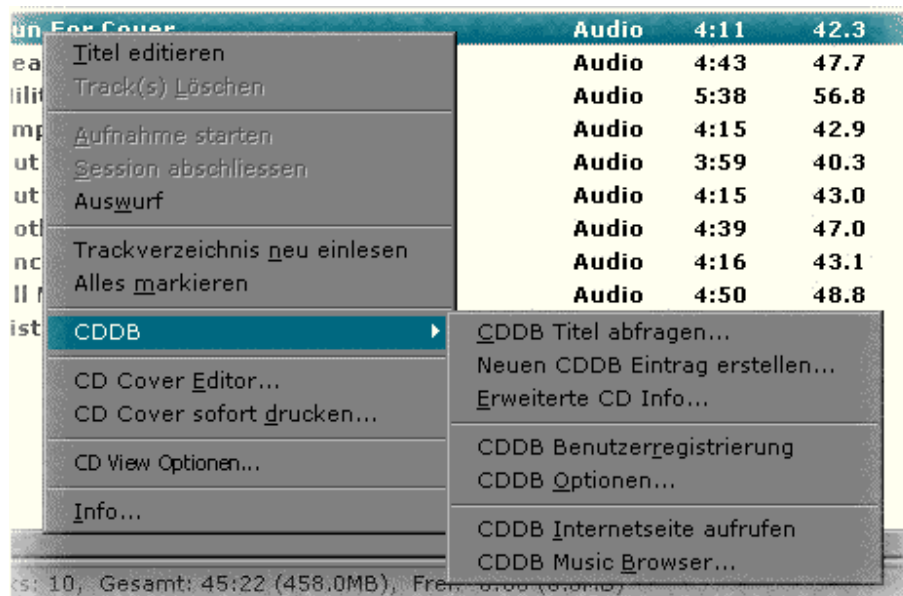 For Cover Audio 4:11 42.3
Audio 4:43 47.7
Audio 5:38 56.8
Audio 4:15 42.9
Audio 3:59 40.3
Audio 4:15 43.0
Audio 4:39 47.0
Audio 4:16 43.1
Audio 4:50 48.8
Titel editieren
Track(s) Löschen
Aufnahme starten
Session abschliessen
Auswurf
Trackverzeichnis neu einlesen
Alles markieren
CDDB
CD Cover Editor...
CD Cover sofort drucken...
CD View Optionen...
Info...
CDDB Titel abfragen...
Neuen CDDB Eintrag erstellen...
Erweiterte CD Info...
CDDB Benutzerregistrierung
CDDB Optionen...
CDDB Internetseite aufrufen
CDDB Music Browser...
10, Gesamt: 45:22 (458.0MB),